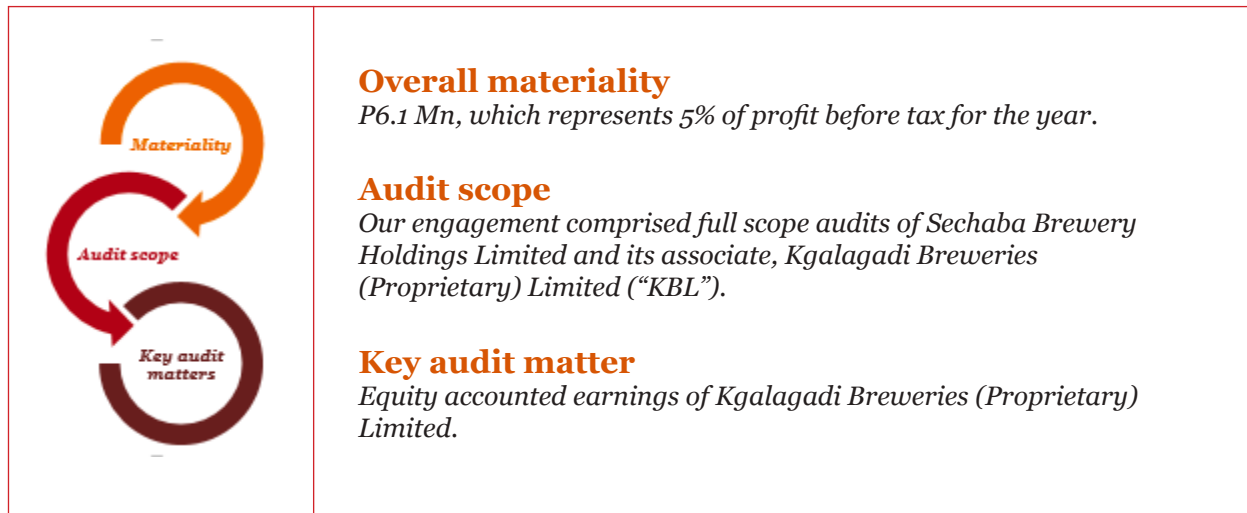 Materiality
Audit scope
Key audit
matters
Overall materiality
P6.1 Mn, which represents 5% of profit before tax for the year.
Audit scope
Our engagement comprised full scope audits of Sechaba Brewery
Holdings Limited and its associate, Kgalagadi Breweries
(Proprietary) Limited (“KBL”).
Key audit matter
Equity accounted earnings of Kgalagadi Breweries (Proprietary)
Limited.